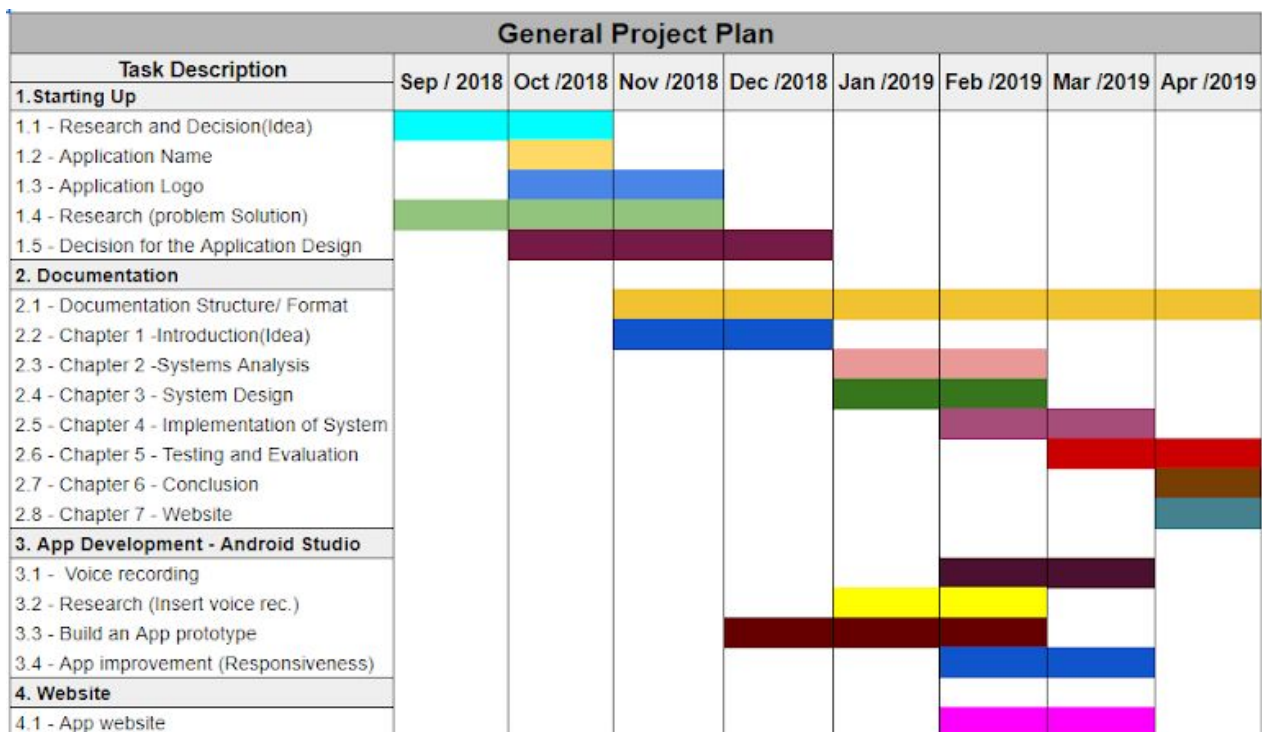 General Project Plan
Task Description
Sep / 2018 Oct /2018 Nov /2018 Dec /2018 Jan /2019 Feb /2019 Mar /2019 Apr /2019
1.Starting Up
1.1 - Research and Decision(Idea)
1.2 - Application Name
1.3 - Application Logo
1.4 - Research (problem Solution)
1.5 - Decision for the Application Design
2. Documentation
2.1 - Documentation Structure/ Format
2.2 - Chapter 1 -Introduction(Idea)
2.3 - Chapter 2 -Systems Analysis
2.4 - Chapter 3 - System Design
2.5 - Chapter 4 - Implementation of System
2.6 - Chapter 5 - Testing and Evaluation
2.7 - Chapter 6 - Conclusion
2.8 - Chapter 7 - Website
3. App Development - Android Studio
3.1 - Voice recording
3.2 - Research (Insert voice rec.)
3.3 - Build an App prototype
3.4 - App improvement (Responsiveness)
4. Website
4.1 - App website